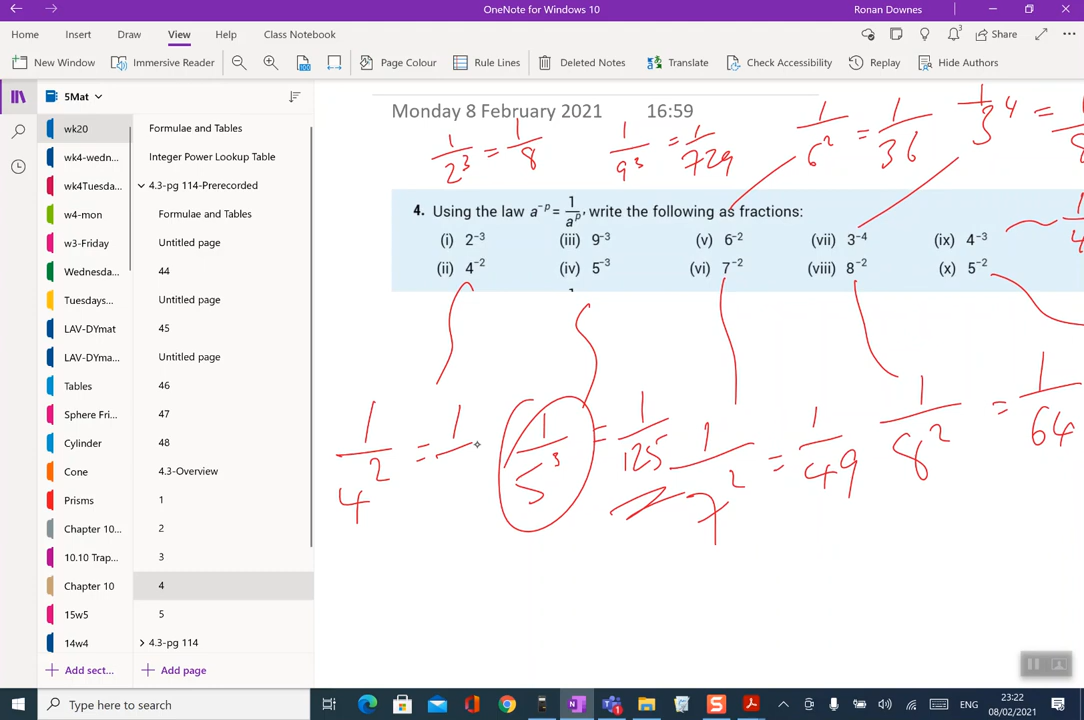 OneNote for Windows 10
Ronan Downes
Home Insert Draw View Help Class Notebook
Share
New Window Immersive Reader Page Colour Rule Lines Deleted Notes Translate Check Accessibility Replay Hide Authors
5Mat
wk20
wk4-wedn...
wk4Tuesda...
w4-mon
w3-Friday
Wednesda...
Tuesdays...
LAV-DYmat
LAV-DYma...
Tables
Sphere Fri...
Cylinder
Cone
Prisms
Chapter 10...
10.10 Trap...
Chapter 10
15w5
14w4
Add sect...
Formulae and Tables
Integer Power Lookup Table
4.3-pg 114-Prerecorded
Formulae and Tables
Untitled page
44
Untitled page
45
Untitled page
46
47
48
4.3-Overview
1
2
3
4
5
4.3-pg 114
Add page
Monday 8 February 2021 16:59
1/2³ = 1/8 1/9³ = 1/729 1/6² = 1/36 1/3⁴ =
4. Using the law a⁻ᵖ = 1/aᵖ, write the following as fractions:
(i) 2⁻³ (iii) 9⁻³ (v) 6⁻² (vii) 3⁻⁴ (ix) 4⁻³
(ii) 4⁻² (iv) 5⁻³ (vi) 7⁻² (viii) 8⁻² (x) 5⁻²
1/4² = 1/ 1/5³ = 1/125 1/7² = 1/49 1/8² = 1/64
Type here to search
ENG
23:22
08/02/2021